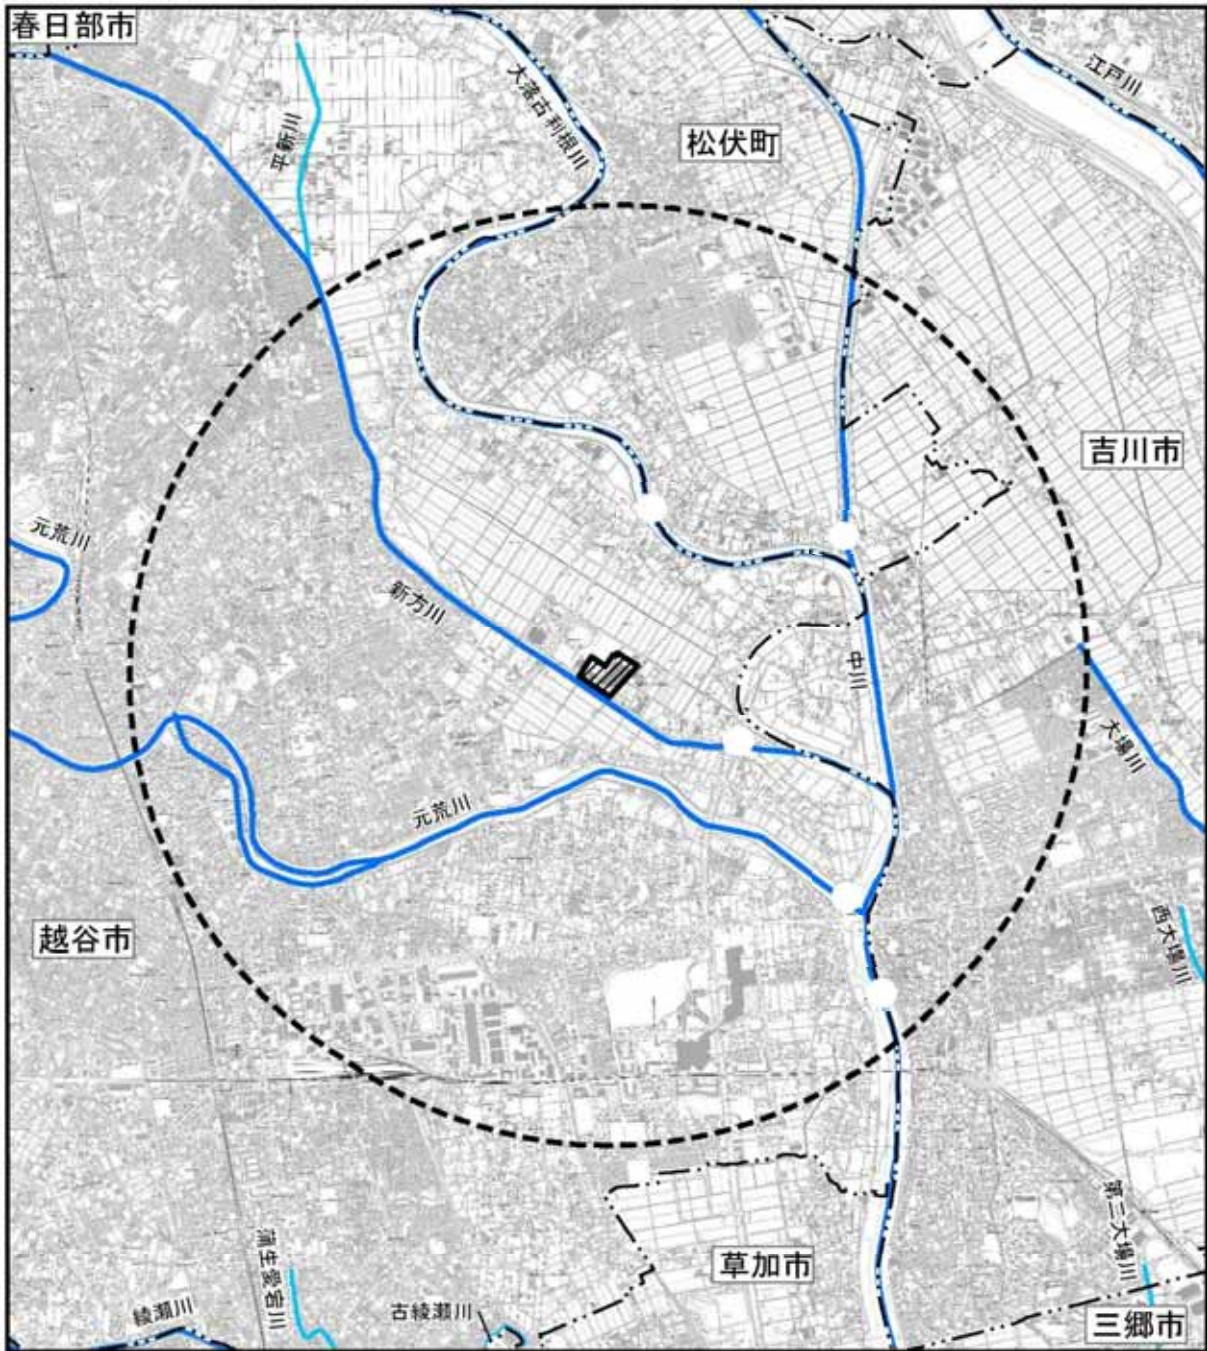 春日部市
江戸川
大落古利根川
平新川
松伏町
吉川市
元荒川
新方川
中川
大場川
元荒川
越谷市
西大場川
第二大場川
草加市
蒲生愛宕川
古綾瀬川
綾瀬川
三郷市